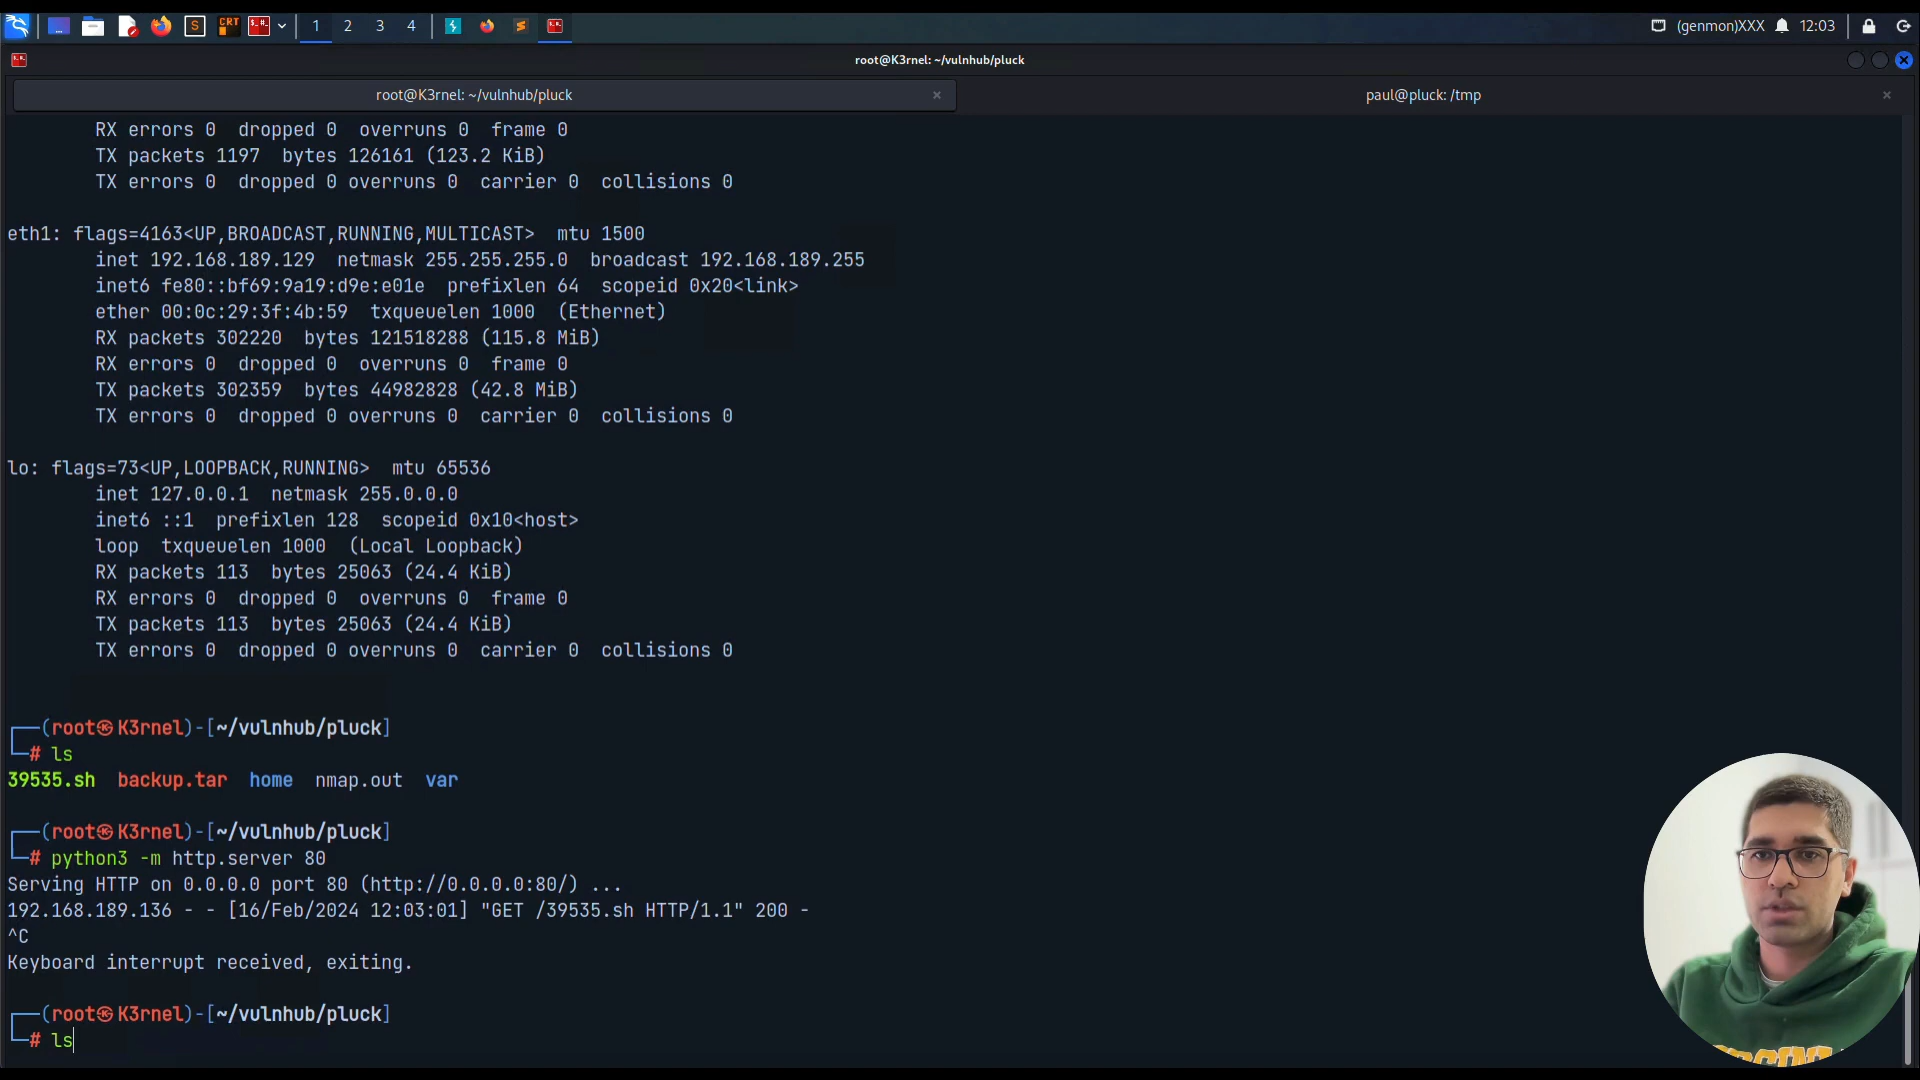 S
CRT
1 2 3 4
(genmon)XXX 12:03
root@K3rnel: ~/vulnhub/pluck
root@K3rnel: ~/vulnhub/pluck ×
paul@pluck: /tmp ×
RX errors 0 dropped 0 overruns 0 frame 0
TX packets 1197 bytes 126161 (123.2 KiB)
TX errors 0 dropped 0 overruns 0 carrier 0 collisions 0
eth1: flags=4163<UP,BROADCAST,RUNNING,MULTICAST> mtu 1500
inet 192.168.189.129 netmask 255.255.255.0 broadcast 192.168.189.255
inet6 fe80::bf69:9a19:d9e:e01e prefixlen 64 scopeid 0x20<link>
ether 00:0c:29:3f:4b:59 txqueuelen 1000 (Ethernet)
RX packets 302220 bytes 121518288 (115.8 MiB)
RX errors 0 dropped 0 overruns 0 frame 0
TX packets 302359 bytes 44982828 (42.8 MiB)
TX errors 0 dropped 0 overruns 0 carrier 0 collisions 0
lo: flags=73<UP,LOOPBACK,RUNNING> mtu 65536
inet 127.0.0.1 netmask 255.0.0.0
inet6 ::1 prefixlen 128 scopeid 0x10<host>
loop txqueuelen 1000 (Local Loopback)
RX packets 113 bytes 25063 (24.4 KiB)
RX errors 0 dropped 0 overruns 0 frame 0
TX packets 113 bytes 25063 (24.4 KiB)
TX errors 0 dropped 0 overruns 0 carrier 0 collisions 0
┌──(root㉿K3rnel)-[~/vulnhub/pluck]
└─# ls
39535.sh backup.tar home nmap.out var
┌──(root㉿K3rnel)-[~/vulnhub/pluck]
└─# python3 -m http.server 80
Serving HTTP on 0.0.0.0 port 80 (http://0.0.0.0:80/) ...
192.168.189.136 - - [16/Feb/2024 12:03:01] "GET /39535.sh HTTP/1.1" 200 -
^C
Keyboard interrupt received, exiting.
┌──(root㉿K3rnel)-[~/vulnhub/pluck]
└─# ls